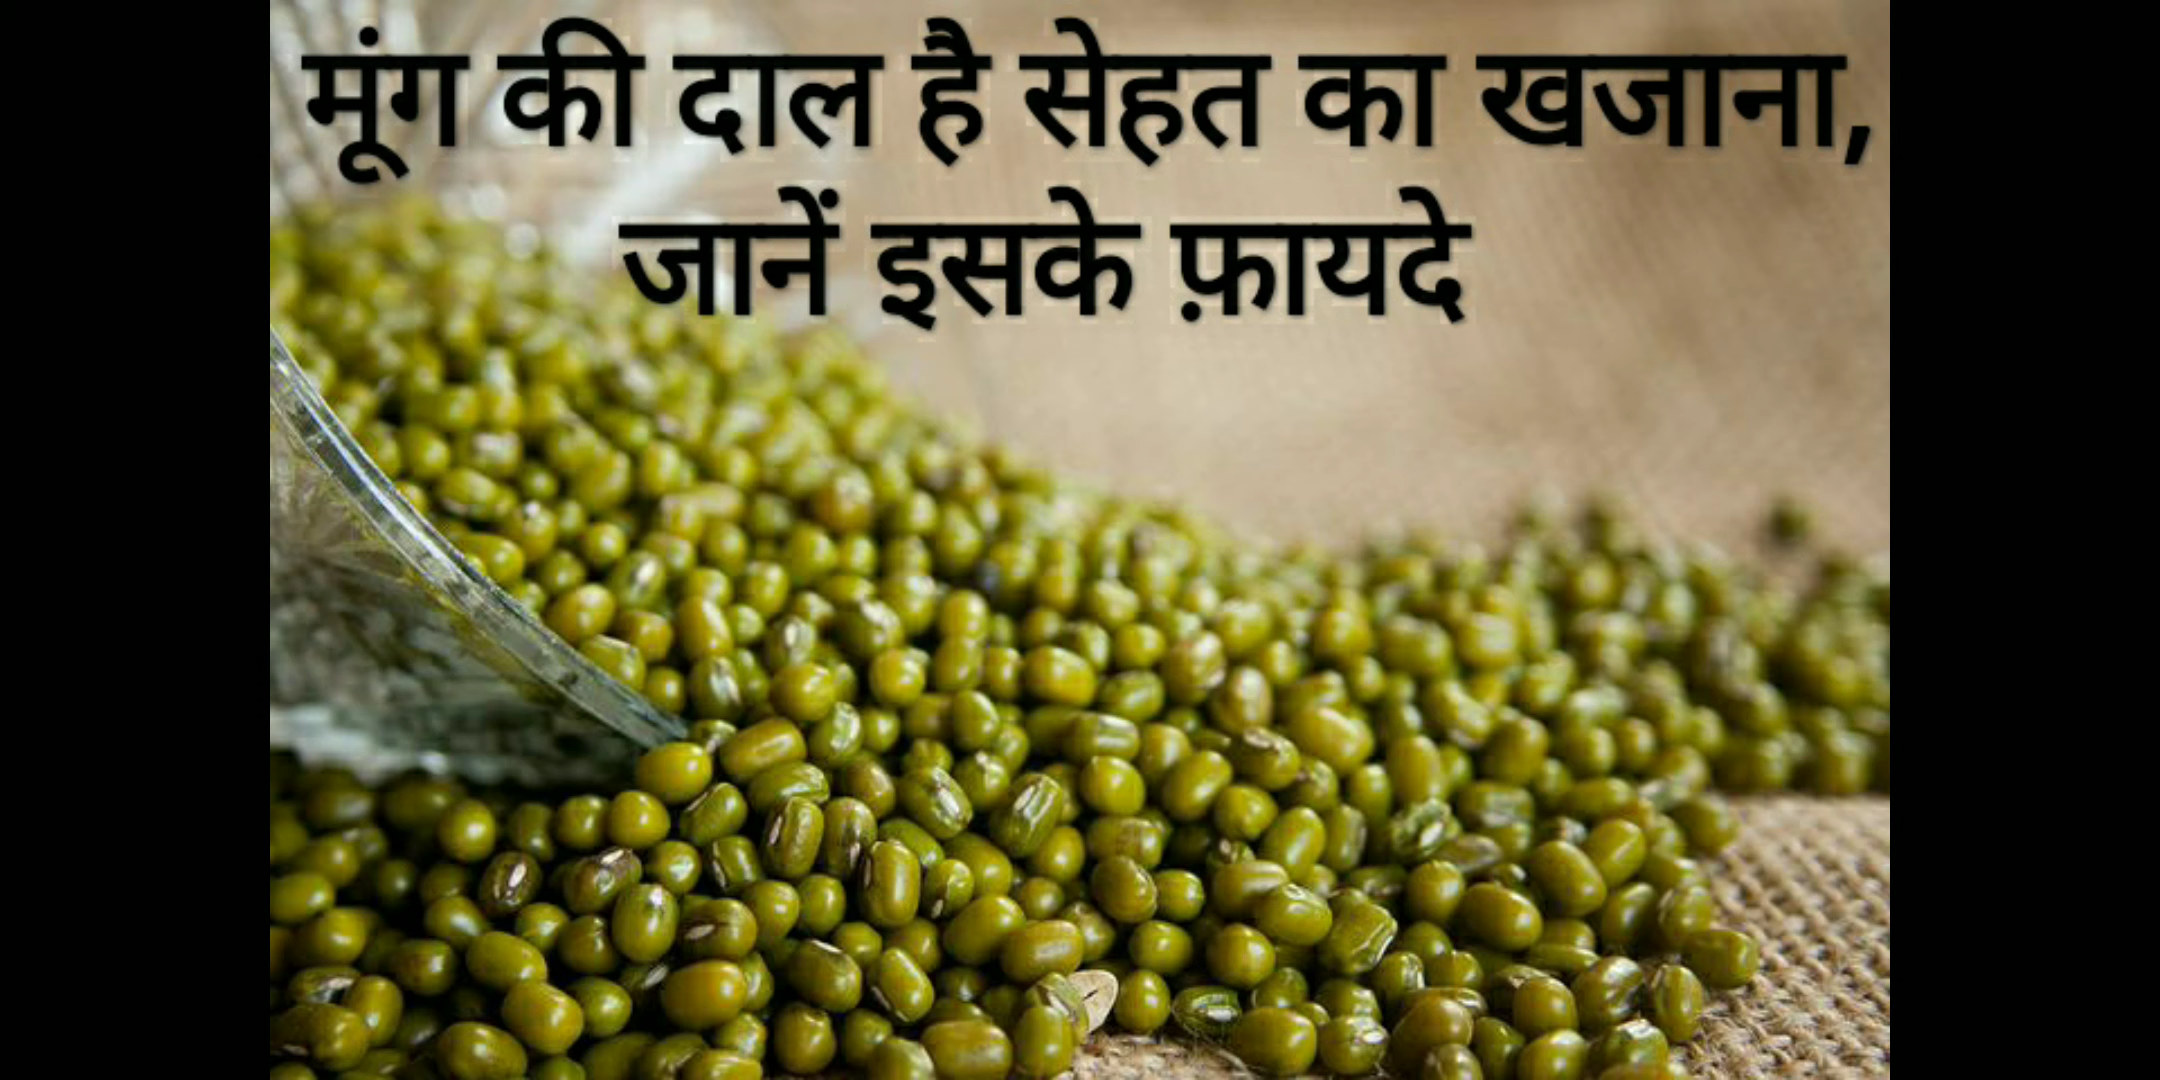 मूंग की दाल है सेहत का खजाना,
जानें इसके फ़ायदे